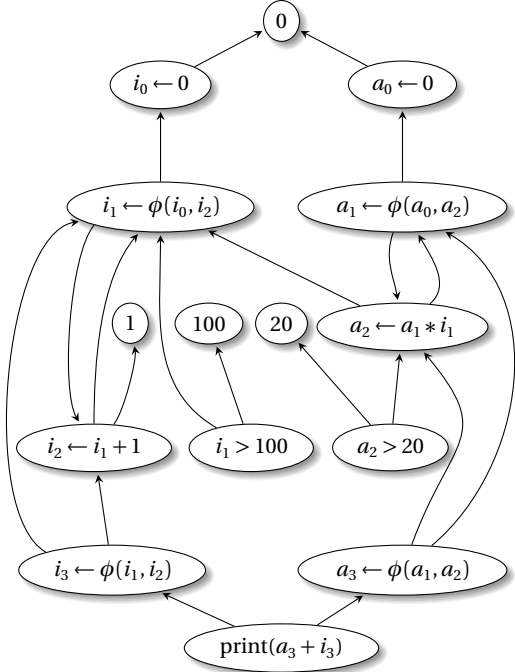 0
i₀ ← 0
a₀ ← 0
i₁ ← ϕ(i₀, i₂)
a₁ ← ϕ(a₀, a₂)
1
100
20
a₂ ← a₁ ∗ i₁
i₂ ← i₁ + 1
i₁ > 100
a₂ > 20
i₃ ← ϕ(i₁, i₂)
a₃ ← ϕ(a₁, a₂)
print(a₃ + i₃)